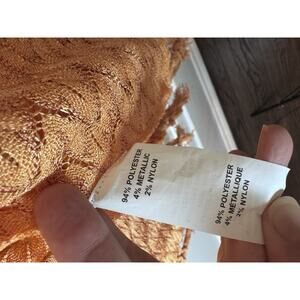 94% POLYESTER
4% METALLIC
2% NYLON
94% POLYESTER
4% METALLIQUE
2% NYLON